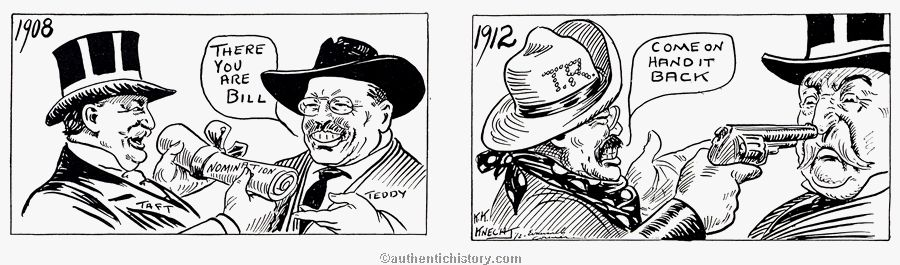 1908
THERE
YOU
ARE
BILL
NOMINATION
TAFT
TEDDY
1912
T.R.
COME ON
HAND IT
BACK
K.K.
KNECHT
©authentichistory.com